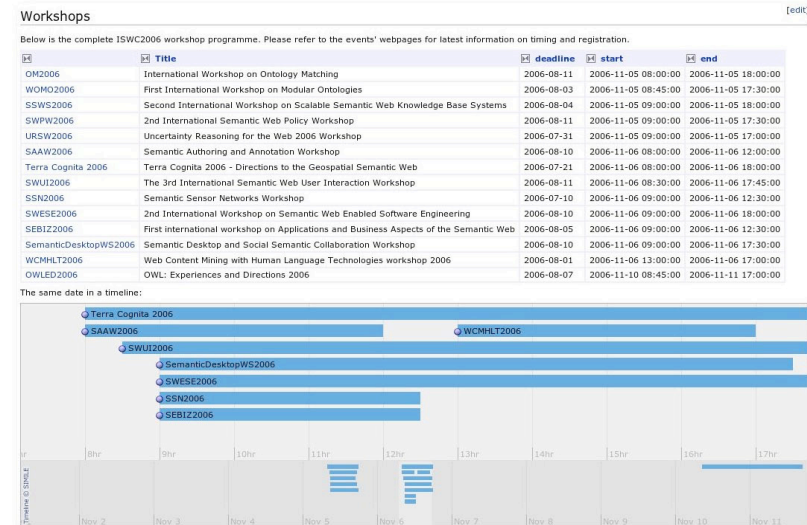 Workshops
[edit]
Below is the complete ISWC2006 workshop programme. Please refer to the events' webpages for latest information on timing and registration.
Title deadline start end
OM2006 International Workshop on Ontology Matching 2006-08-11 2006-11-05 08:00:00 2006-11-05 18:00:00
WOMO2006 First International Workshop on Modular Ontologies 2006-08-03 2006-11-05 08:45:00 2006-11-05 17:30:00
SSWS2006 Second International Workshop on Scalable Semantic Web Knowledge Base Systems 2006-08-04 2006-11-05 09:00:00 2006-11-05 18:00:00
SWPW2006 2nd International Semantic Web Policy Workshop 2006-08-11 2006-11-05 09:00:00 2006-11-05 17:30:00
URSW2006 Uncertainty Reasoning for the Web 2006 Workshop 2006-07-31 2006-11-05 09:00:00 2006-11-05 17:00:00
SAAW2006 Semantic Authoring and Annotation Workshop 2006-08-10 2006-11-06 08:00:00 2006-11-06 12:00:00
Terra Cognita 2006 Terra Cognita 2006 - Directions to the Geospatial Semantic Web 2006-07-21 2006-11-06 08:00:00 2006-11-06 18:00:00
SWUI2006 The 3rd International Semantic Web User Interaction Workshop 2006-08-11 2006-11-06 08:30:00 2006-11-06 17:45:00
SSN2006 Semantic Sensor Networks Workshop 2006-07-10 2006-11-06 09:00:00 2006-11-06 12:30:00
SWESE2006 2nd International Workshop on Semantic Web Enabled Software Engineering 2006-08-10 2006-11-06 09:00:00 2006-11-06 18:00:00
SEBIZ2006 First international workshop on Applications and Business Aspects of the Semantic Web 2006-08-05 2006-11-06 09:00:00 2006-11-06 12:30:00
SemanticDesktopWS2006 Semantic Desktop and Social Semantic Collaboration Workshop 2006-08-10 2006-11-06 09:00:00 2006-11-06 17:30:00
WCMHLT2006 Web Content Mining with Human Language Technologies workshop 2006 2006-08-01 2006-11-06 13:00:00 2006-11-06 17:00:00
OWLED2006 OWL: Experiences and Directions 2006 2006-08-07 2006-11-10 08:45:00 2006-11-11 17:00:00
The same date in a timeline:
Terra Cognita 2006
SAAW2006 WCMHLT2006
SWUI2006
SemanticDesktopWS2006
SWESE2006
SSN2006
SEBIZ2006
8hr 9hr 10hr 11hr 12hr 13hr 14hr 15hr 16hr 17hr
Timeline © SIMILE
Nov 2 Nov 3 Nov 4 Nov 5 Nov 6 Nov 7 Nov 8 Nov 9 Nov 10 Nov 11